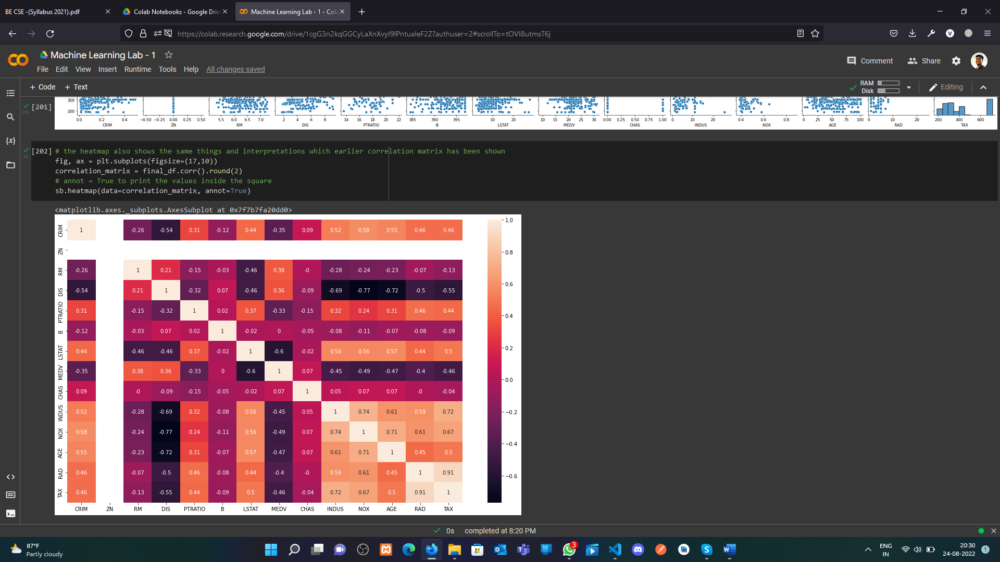 BE CSE -(Syllabus 2021).pdf
Colab Notebooks - Google Driv
Machine Learning Lab - 1 - Cola
https://colab.research.google.com/drive/1cgG3n2kqGGCyLaXnXvyI9IPntuaIeF2Z?authuser=2#scrollTo=tOVI8utmsT6j
Machine Learning Lab - 1
File Edit View Insert Runtime Tools Help All changes saved
Comment Share
+ Code + Text
RAM
Disk
Editing
[201]
2m
300
200
0.0 0.2 0.4 −0.50 −0.25 0.00 0.25 0.50 5.5 6.0 6.5 7.0 2 4 6 8 14 16 18 20 22 385 390 395 10 20 10 15 20 25 30 0.00 0.25 0.50 0.75 1.00 0 10 20 0.4 0.6 0.8 0 25 50 75 100 0 10 20 200 400 600
CRIM ZN RM DIS PTRATIO B LSTAT MEDV CHAS INDUS NOX AGE RAD TAX
[202]
1s
# the heatmap also shows the same things and interpretations which earlier correlation matrix has been shown
fig, ax = plt.subplots(figsize=(17,10))
correlation_matrix = final_df.corr().round(2)
# annot = True to print the values inside the square
sb.heatmap(data=correlation_matrix, annot=True)
<matplotlib.axes._subplots.AxesSubplot at 0x7f7b7fa20dd0>
CRIM 1 -0.26 -0.54 0.31 -0.12 0.44 -0.35 0.09 0.52 0.58 0.55 0.46 0.46
ZN
RM -0.26 1 0.21 -0.15 -0.03 -0.46 0.38 -0 -0.28 -0.24 -0.23 -0.07 -0.13
DIS -0.54 0.21 1 -0.32 0.07 -0.46 0.36 -0.09 -0.69 -0.77 -0.72 -0.5 -0.55
PTRATIO 0.31 -0.15 -0.32 1 0.02 0.37 -0.33 -0.15 0.32 0.24 0.31 0.46 0.44
B -0.12 -0.03 0.07 0.02 1 -0.02 0 -0.05 -0.08 -0.11 -0.07 -0.08 -0.09
LSTAT 0.44 -0.46 -0.46 0.37 -0.02 1 -0.6 -0.02 0.56 0.56 0.57 0.44 0.5
MEDV -0.35 0.38 0.36 -0.33 0 -0.6 1 0.07 -0.45 -0.49 -0.47 -0.4 -0.46
CHAS 0.09 -0 -0.09 -0.15 -0.05 -0.02 0.07 1 0.05 0.07 0.07 -0 -0.04
INDUS 0.52 -0.28 -0.69 0.32 -0.08 0.56 -0.45 0.05 1 0.74 0.61 0.59 0.72
NOX 0.58 -0.24 -0.77 0.24 -0.11 0.56 -0.49 0.07 0.74 1 0.71 0.61 0.67
AGE 0.55 -0.23 -0.72 0.31 -0.07 0.57 -0.47 0.07 0.61 0.71 1 0.45 0.5
RAD 0.46 -0.07 -0.5 0.46 -0.08 0.44 -0.4 -0 0.59 0.61 0.45 1 0.91
TAX 0.46 -0.13 -0.55 0.44 -0.09 0.5 -0.46 -0.04 0.72 0.67 0.5 0.91 1
CRIM ZN RM DIS PTRATIO B LSTAT MEDV CHAS INDUS NOX AGE RAD TAX
1.0
0.8
0.6
0.4
0.2
0.0
−0.2
−0.4
−0.6
0s completed at 8:20 PM
87°F
Partly cloudy
3
ENG
IN
20:30
24-08-2022
1